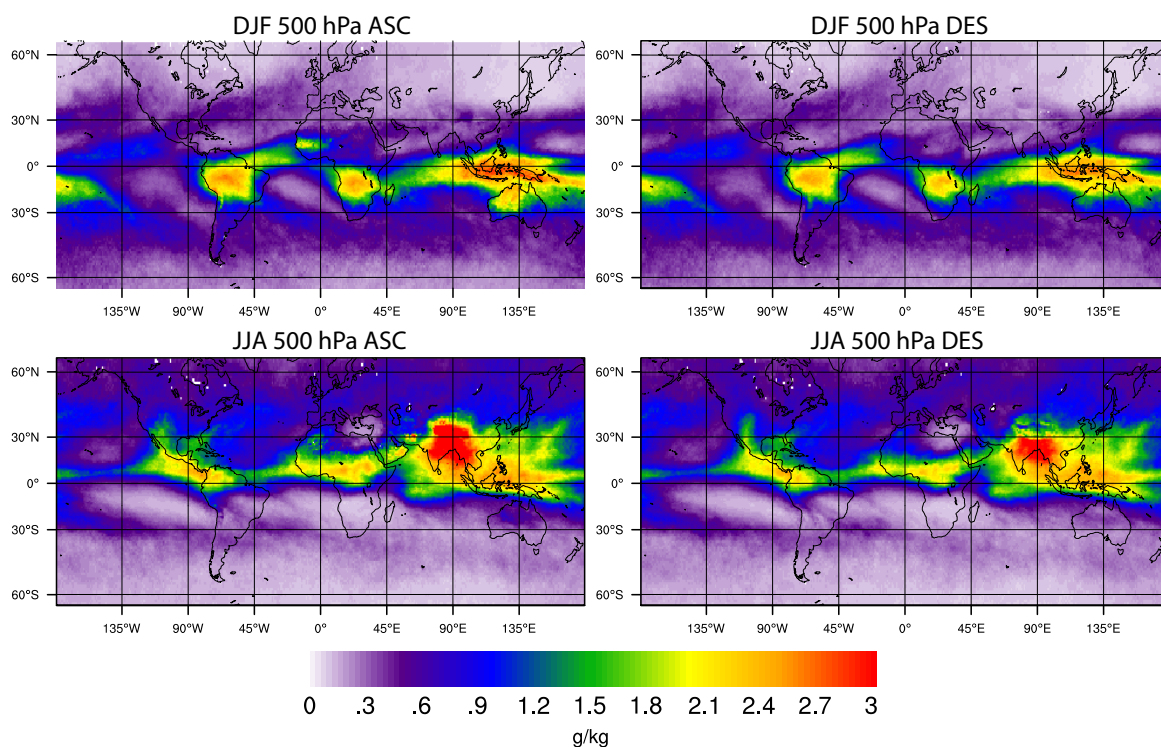 DJF 500 hPa ASC
DJF 500 hPa DES
60°N
30°N
0°
30°S
60°S
135°W 90°W 45°W 0° 45°E 90°E 135°E
60°N
30°N
0°
30°S
60°S
135°W 90°W 45°W 0° 45°E 90°E 135°E
JJA 500 hPa ASC
JJA 500 hPa DES
60°N
30°N
0°
30°S
60°S
135°W 90°W 45°W 0° 45°E 90°E 135°E
60°N
30°N
0°
30°S
60°S
135°W 90°W 45°W 0° 45°E 90°E 135°E
0 .3 .6 .9 1.2 1.5 1.8 2.1 2.4 2.7 3
g/kg